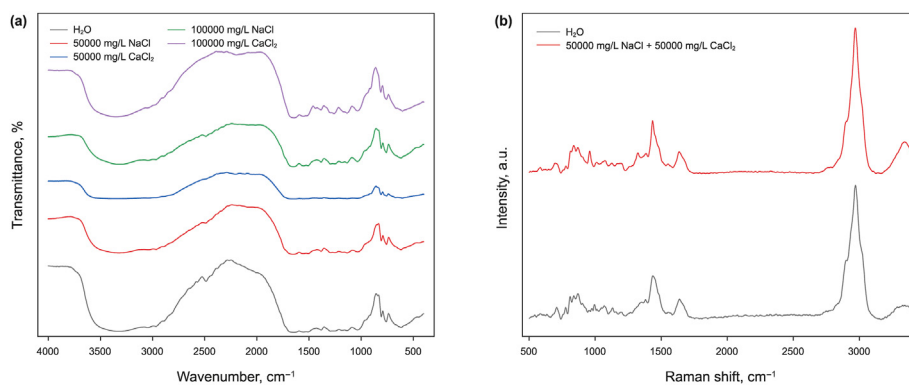 (a)
H₂O
50000 mg/L NaCl
50000 mg/L CaCl₂
100000 mg/L NaCl
100000 mg/L CaCl₂
Transmittance, %
4000 3000 2500 2000 1500 1000 500
Wavenumber, cm⁻¹
(b)
H₂O
50000 mg/L NaCl + 50000 mg/L CaCl₂
Intensity, a.u.
500 1000 1500 2000 2500 3000
Raman shift, cm⁻¹